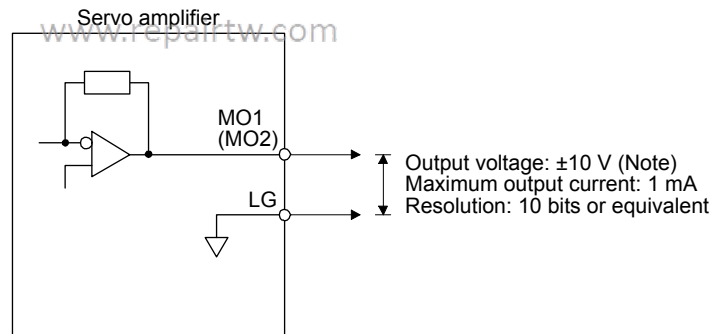 Servo amplifier
www.repairtw.com
MO1
(MO2)
LG
Output voltage: ±10 V (Note)
Maximum output current: 1 mA
Resolution: 10 bits or equivalent